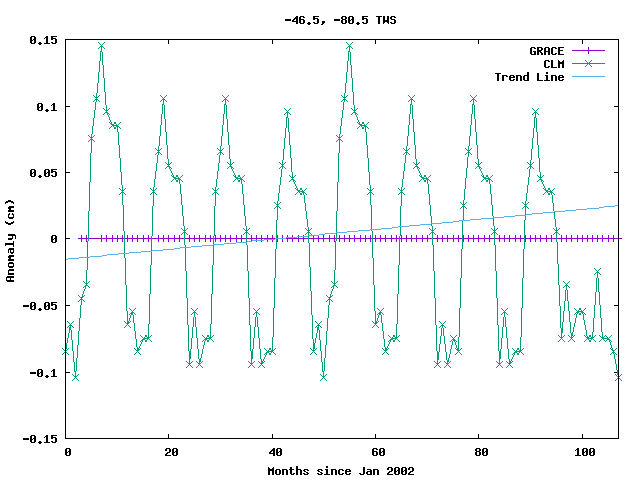 -46.5, -80.5 TWS
GRACE
CLM
Trend Line
0.15
0.1
0.05
0
-0.05
-0.1
-0.15
Anomaly (cm)
0 20 40 60 80 100
Months since Jan 2002